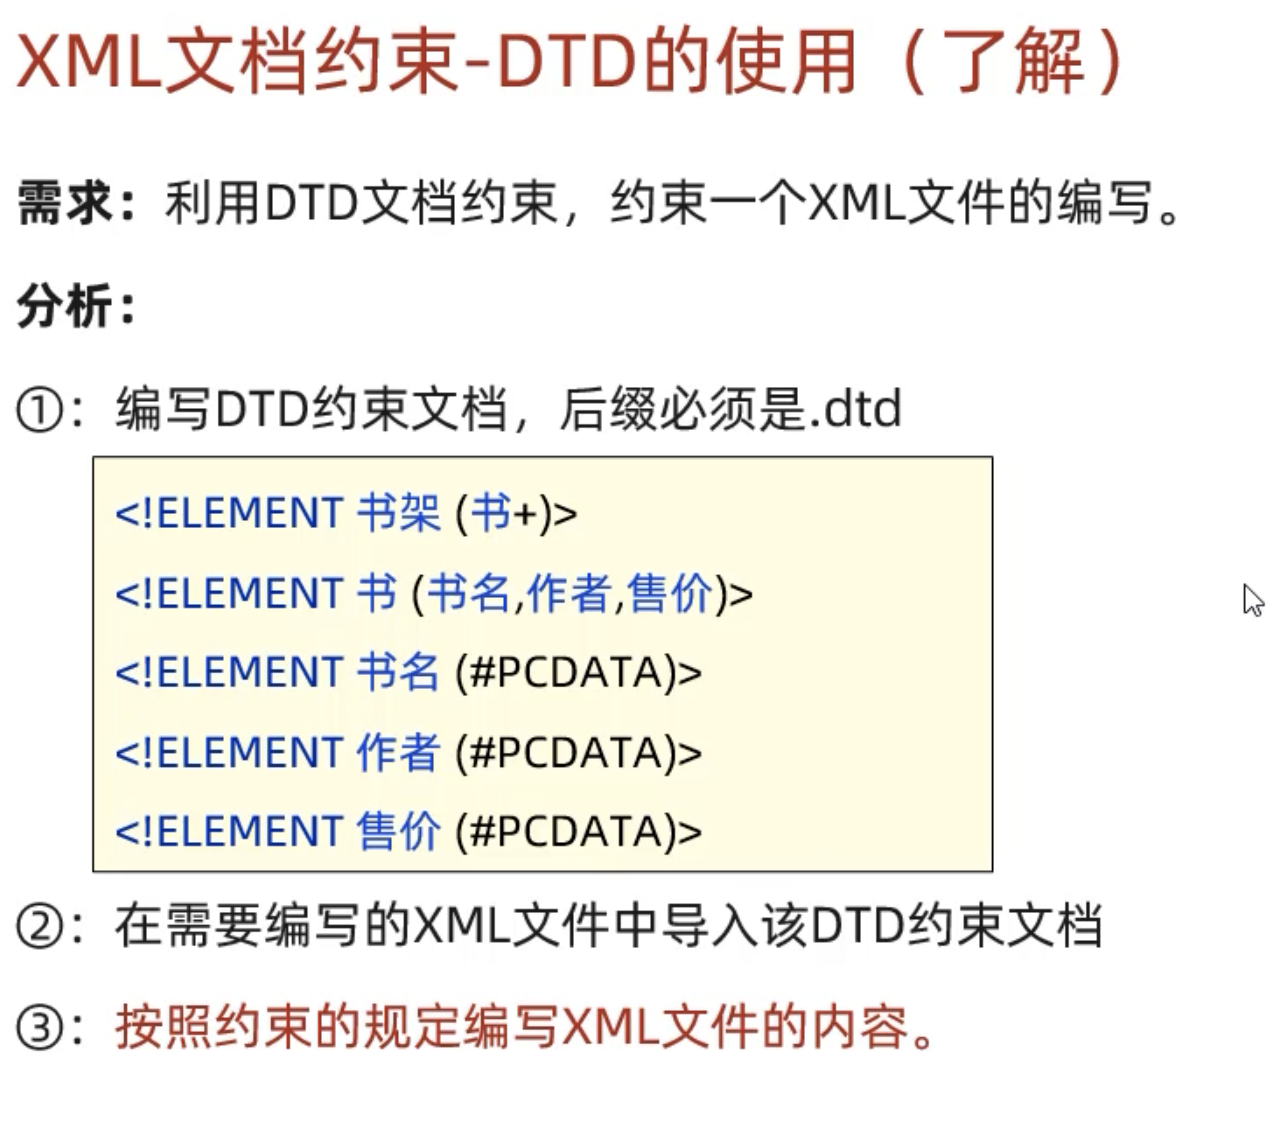 XML文档约束-DTD的使用（了解）
需求：利用DTD文档约束，约束一个XML文件的编写。
分析：
①：编写DTD约束文档，后缀必须是.dtd
<!ELEMENT 书架 (书+)>
<!ELEMENT 书 (书名,作者,售价)>
<!ELEMENT 书名 (#PCDATA)>
<!ELEMENT 作者 (#PCDATA)>
<!ELEMENT 售价 (#PCDATA)>
②：在需要编写的XML文件中导入该DTD约束文档
③：按照约束的规定编写XML文件的内容。